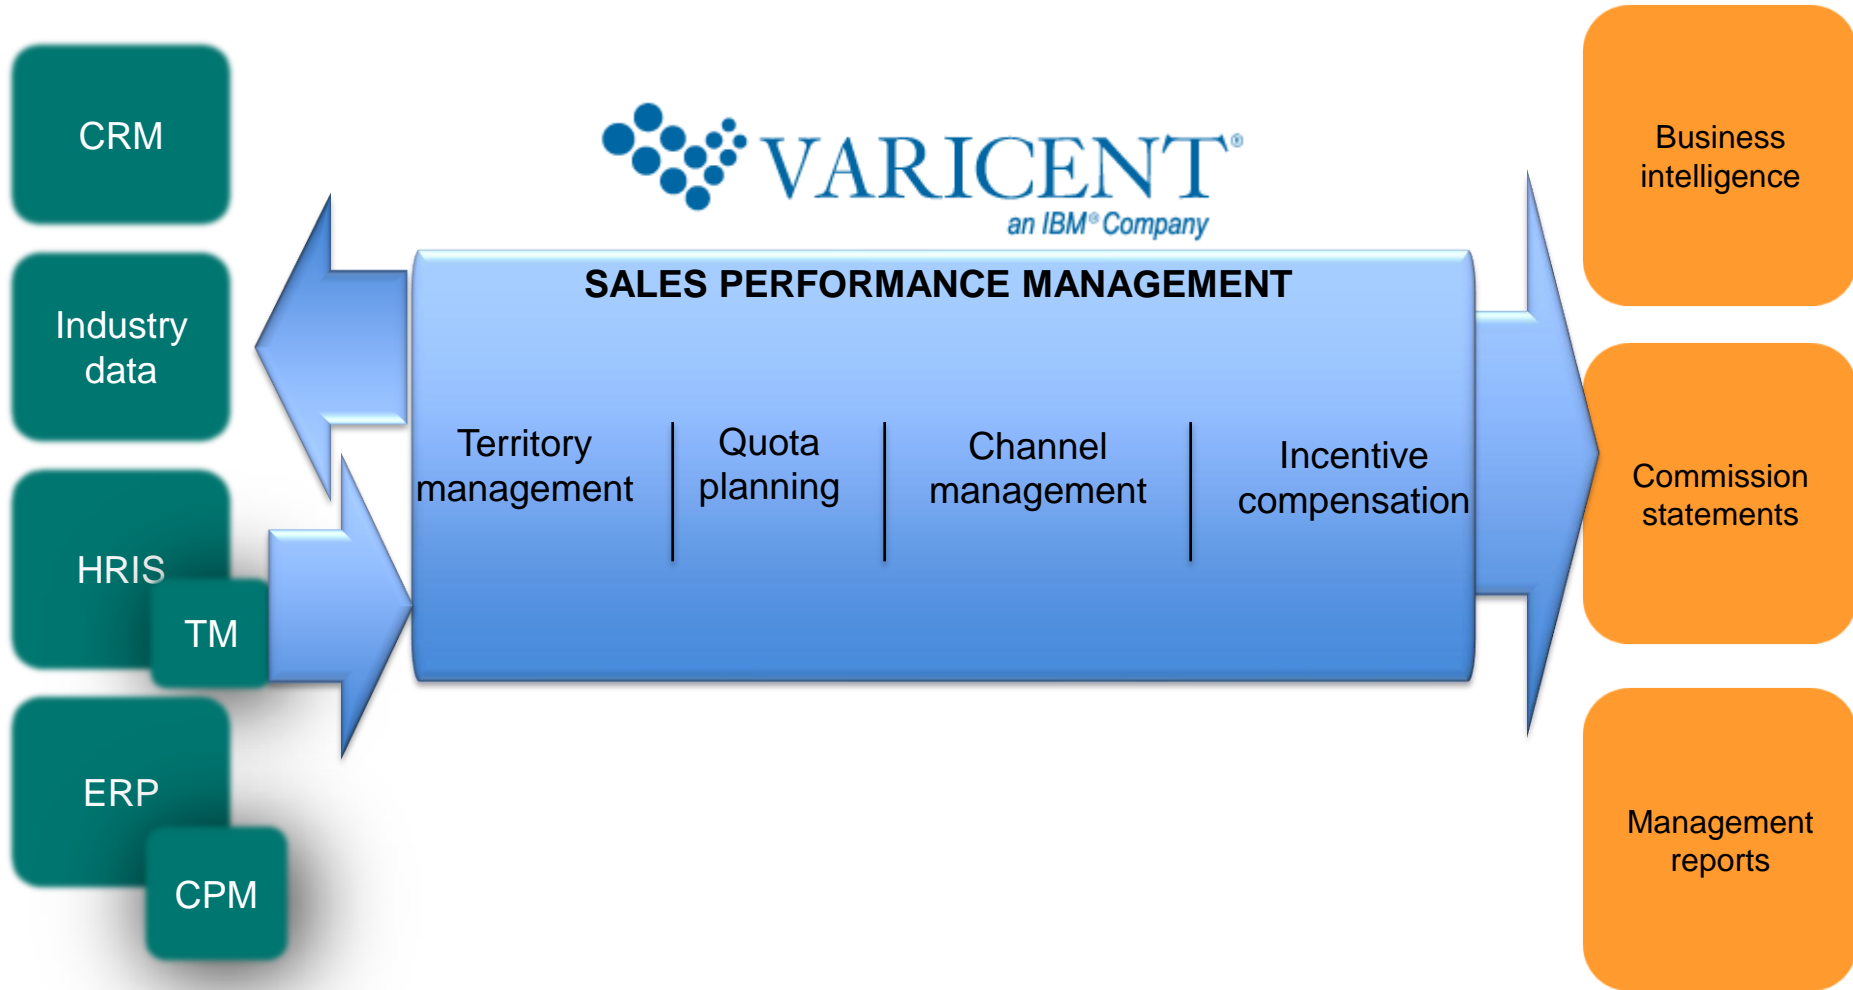 CRM
Industry
data
HRIS
TM
ERP
CPM
VARICENT®
an IBM® Company
SALES PERFORMANCE MANAGEMENT
Territory
management
Quota
planning
Channel
management
Incentive
compensation
Business
intelligence
Commission
statements
Management
reports